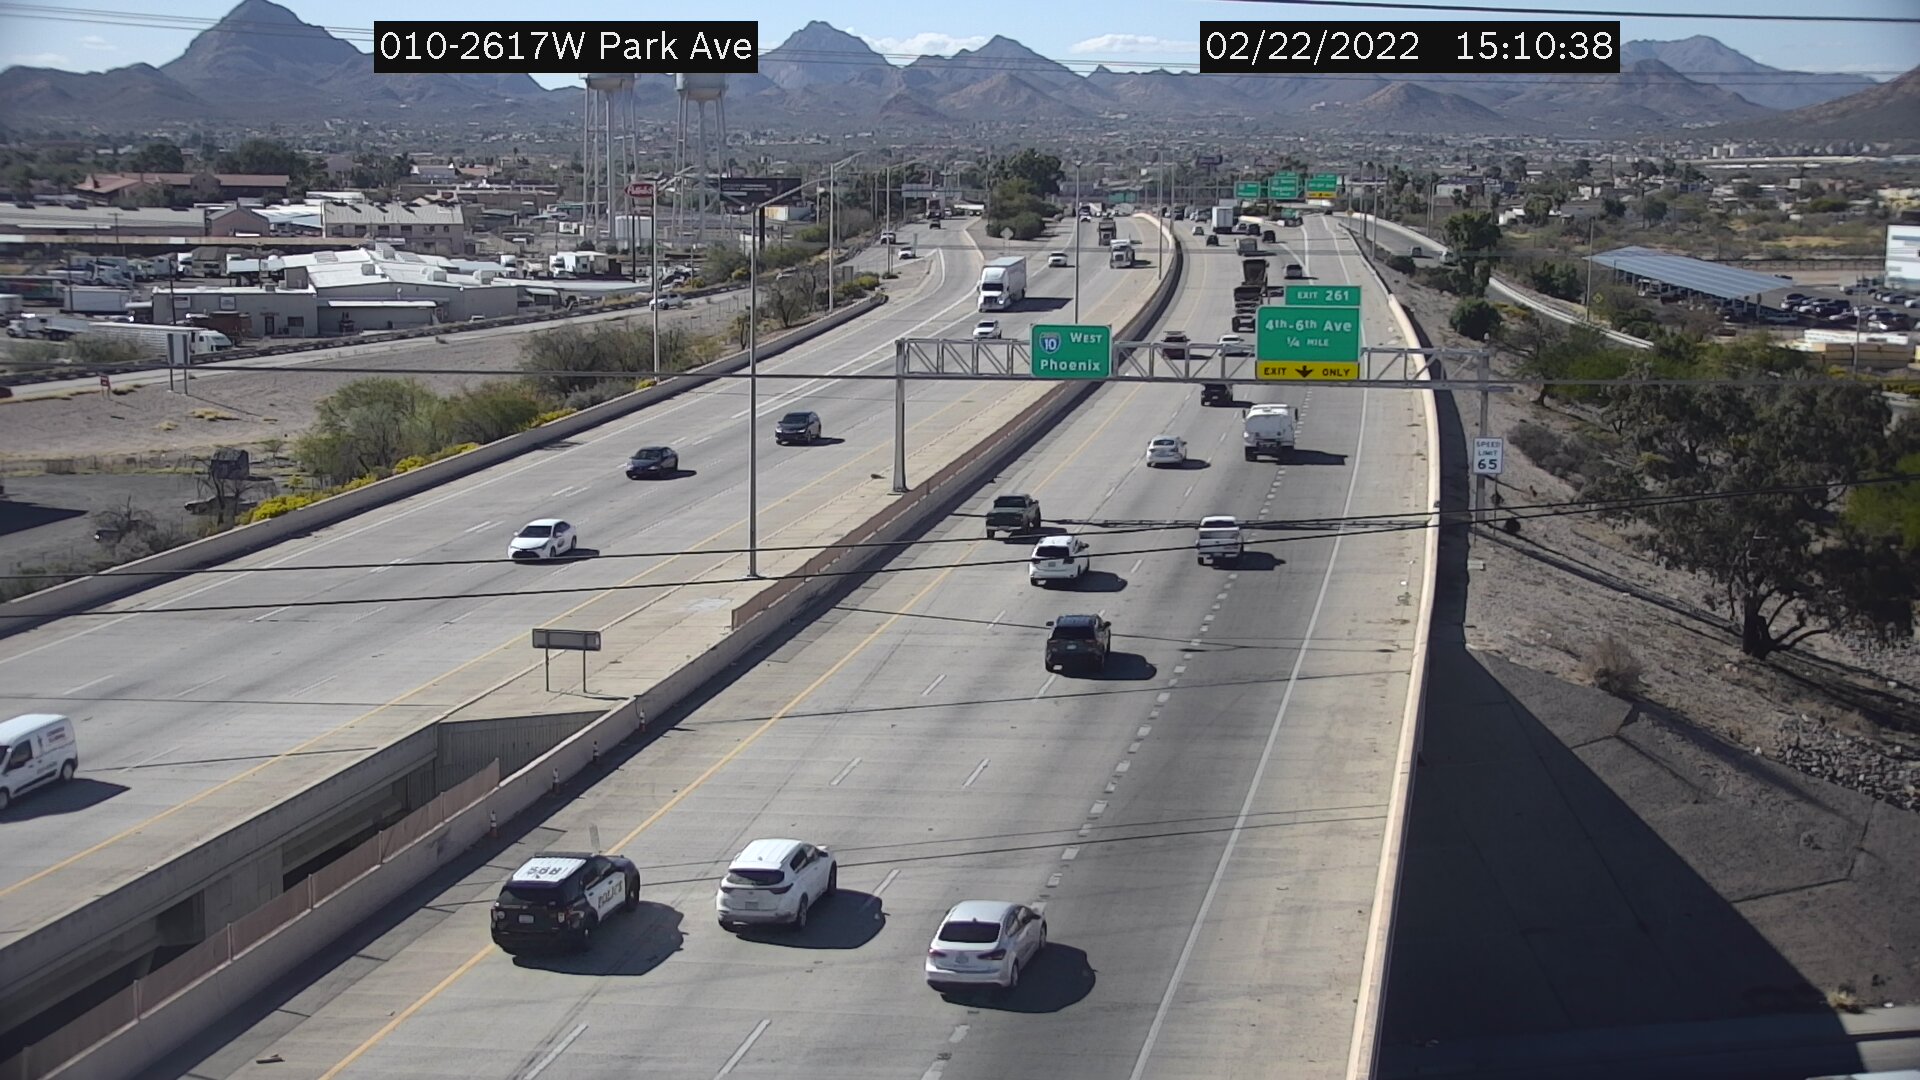 010-2617W Park Ave
02/22/2022 15:10:38
EXIT 261
4th-6th Ave
1/4 MILE
EXIT ONLY
10 WEST
Phoenix
SPEED
LIMIT
65
POLICE